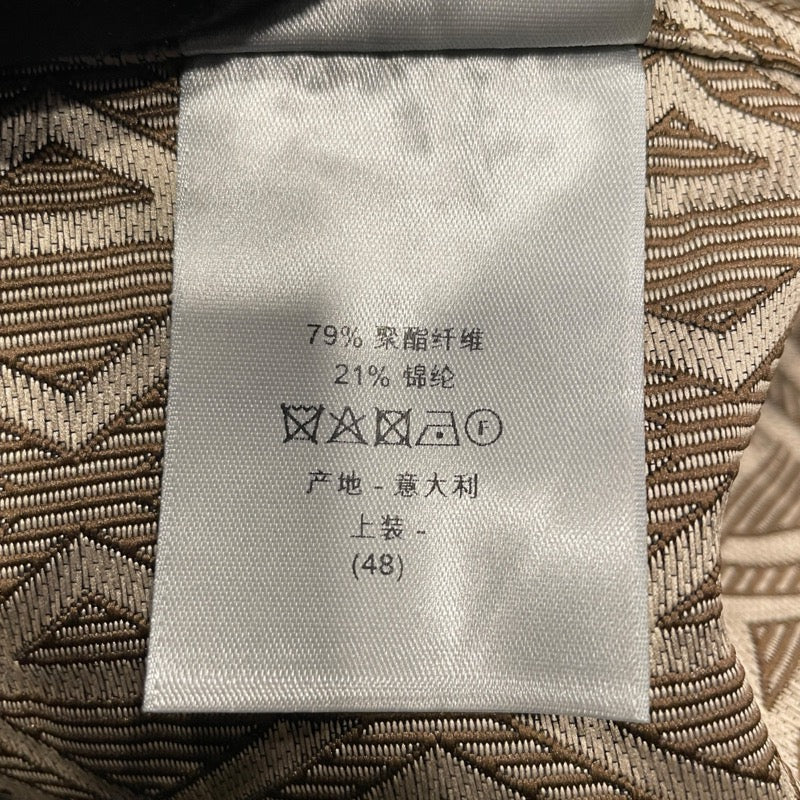 79% 聚酯纤维
21% 锦纶
F
产地 - 意大利
上装 -
(48)